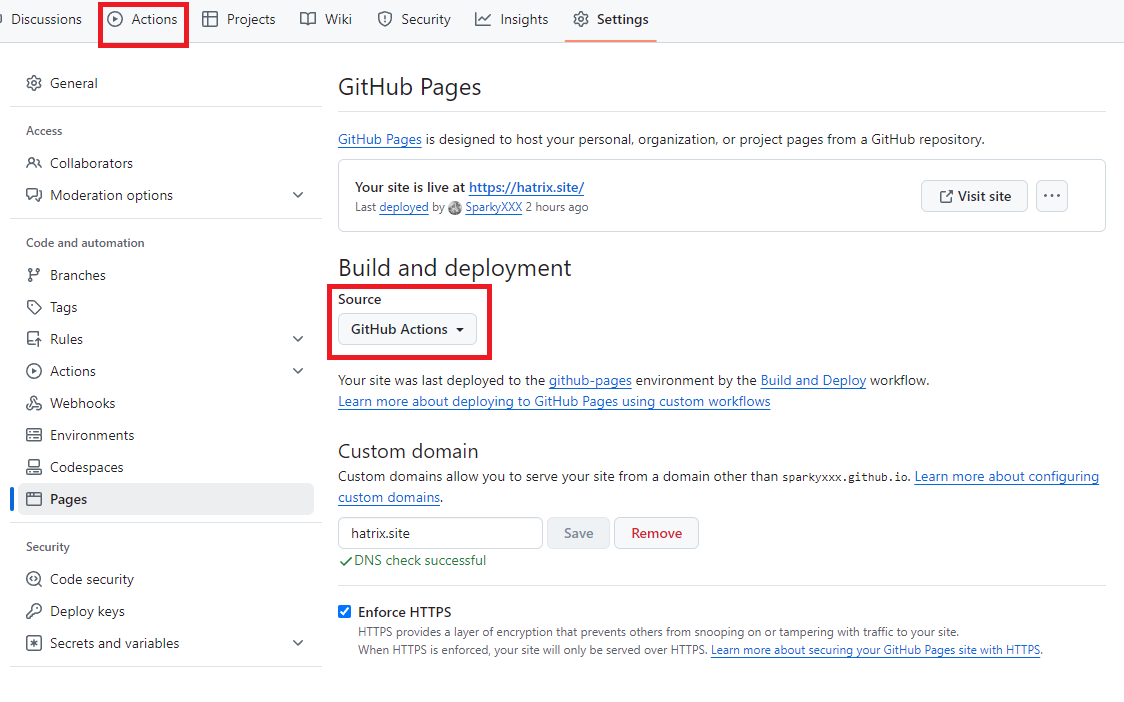 Discussions
Actions
Projects
Wiki
Security
Insights
Settings
General
Access
Collaborators
Moderation options
Code and automation
Branches
Tags
Rules
Actions
Webhooks
Environments
Codespaces
Pages
Security
Code security
Deploy keys
Secrets and variables
GitHub Pages
GitHub Pages is designed to host your personal, organization, or project pages from a GitHub repository.
Your site is live at https://hatrix.site/
Last deployed by SparkyXXX 2 hours ago
Visit site
Build and deployment
Source
GitHub Actions
Your site was last deployed to the github-pages environment by the Build and Deploy workflow.
Learn more about deploying to GitHub Pages using custom workflows
Custom domain
Custom domains allow you to serve your site from a domain other than sparkyxxx.github.io. Learn more about configuring
custom domains.
hatrix.site
Save
Remove
DNS check successful
Enforce HTTPS
HTTPS provides a layer of encryption that prevents others from snooping on or tampering with traffic to your site.
When HTTPS is enforced, your site will only be served over HTTPS. Learn more about securing your GitHub Pages site with HTTPS.